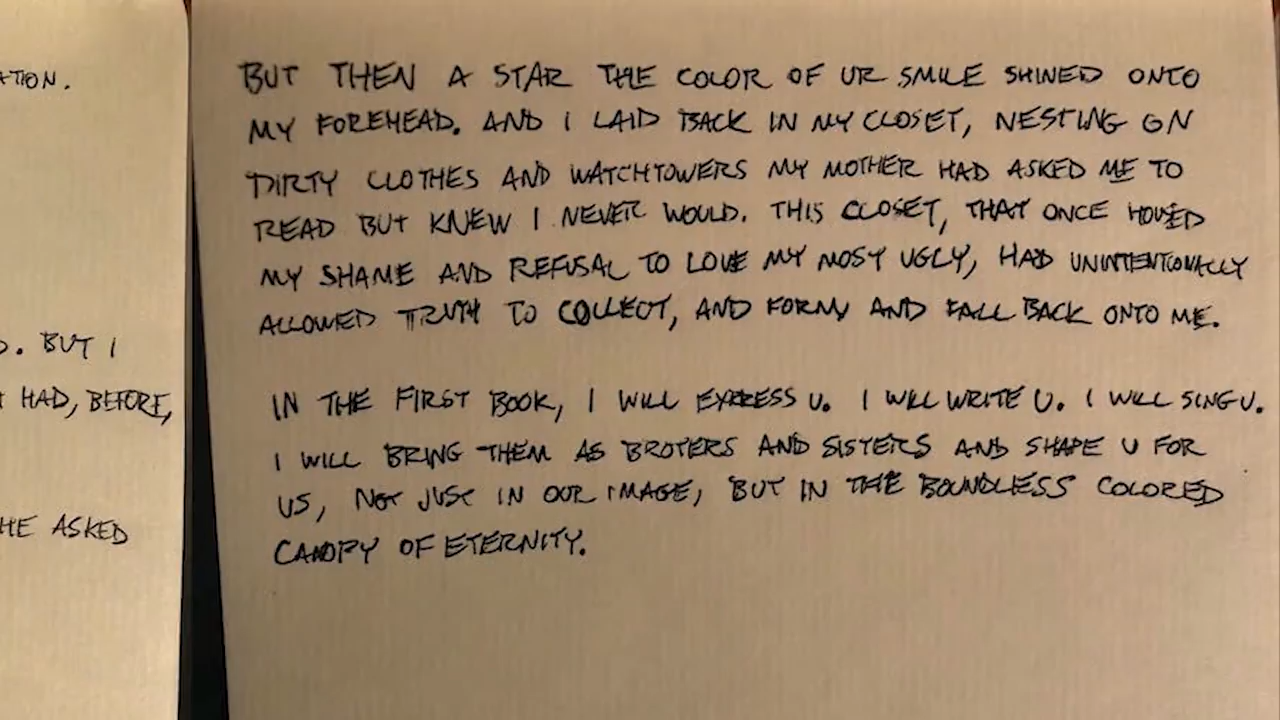 ATION.
. BUT I
HAD, BEFORE,
HE ASKED
BUT THEN A STAR THE COLOR OF UR SMILE SHINED ONTO
MY FOREHEAD. AND I LAID BACK IN MY CLOSET, NESTING ON
DIRTY CLOTHES AND WATCHTOWERS MY MOTHER HAD ASKED ME TO
READ BUT KNEW I NEVER WOULD. THIS CLOSET, THAT ONCE HOUSED
MY SHAME AND REFUSAL TO LOVE MY MOST UGLY, HAD UNINTENTIONALLY
ALLOWED TRUTH TO COLLECT, AND FORM, AND FALL BACK ONTO ME.
IN THE FIRST BOOK, I WILL EXPRESS U. I WILL WRITE U. I WILL SING U.
I WILL BRING THEM AS BROTERS AND SISTERS AND SHAPE U FOR
US, NOT JUST IN OUR IMAGE, BUT IN THE BOUNDLESS COLORED
CANOPY OF ETERNITY.